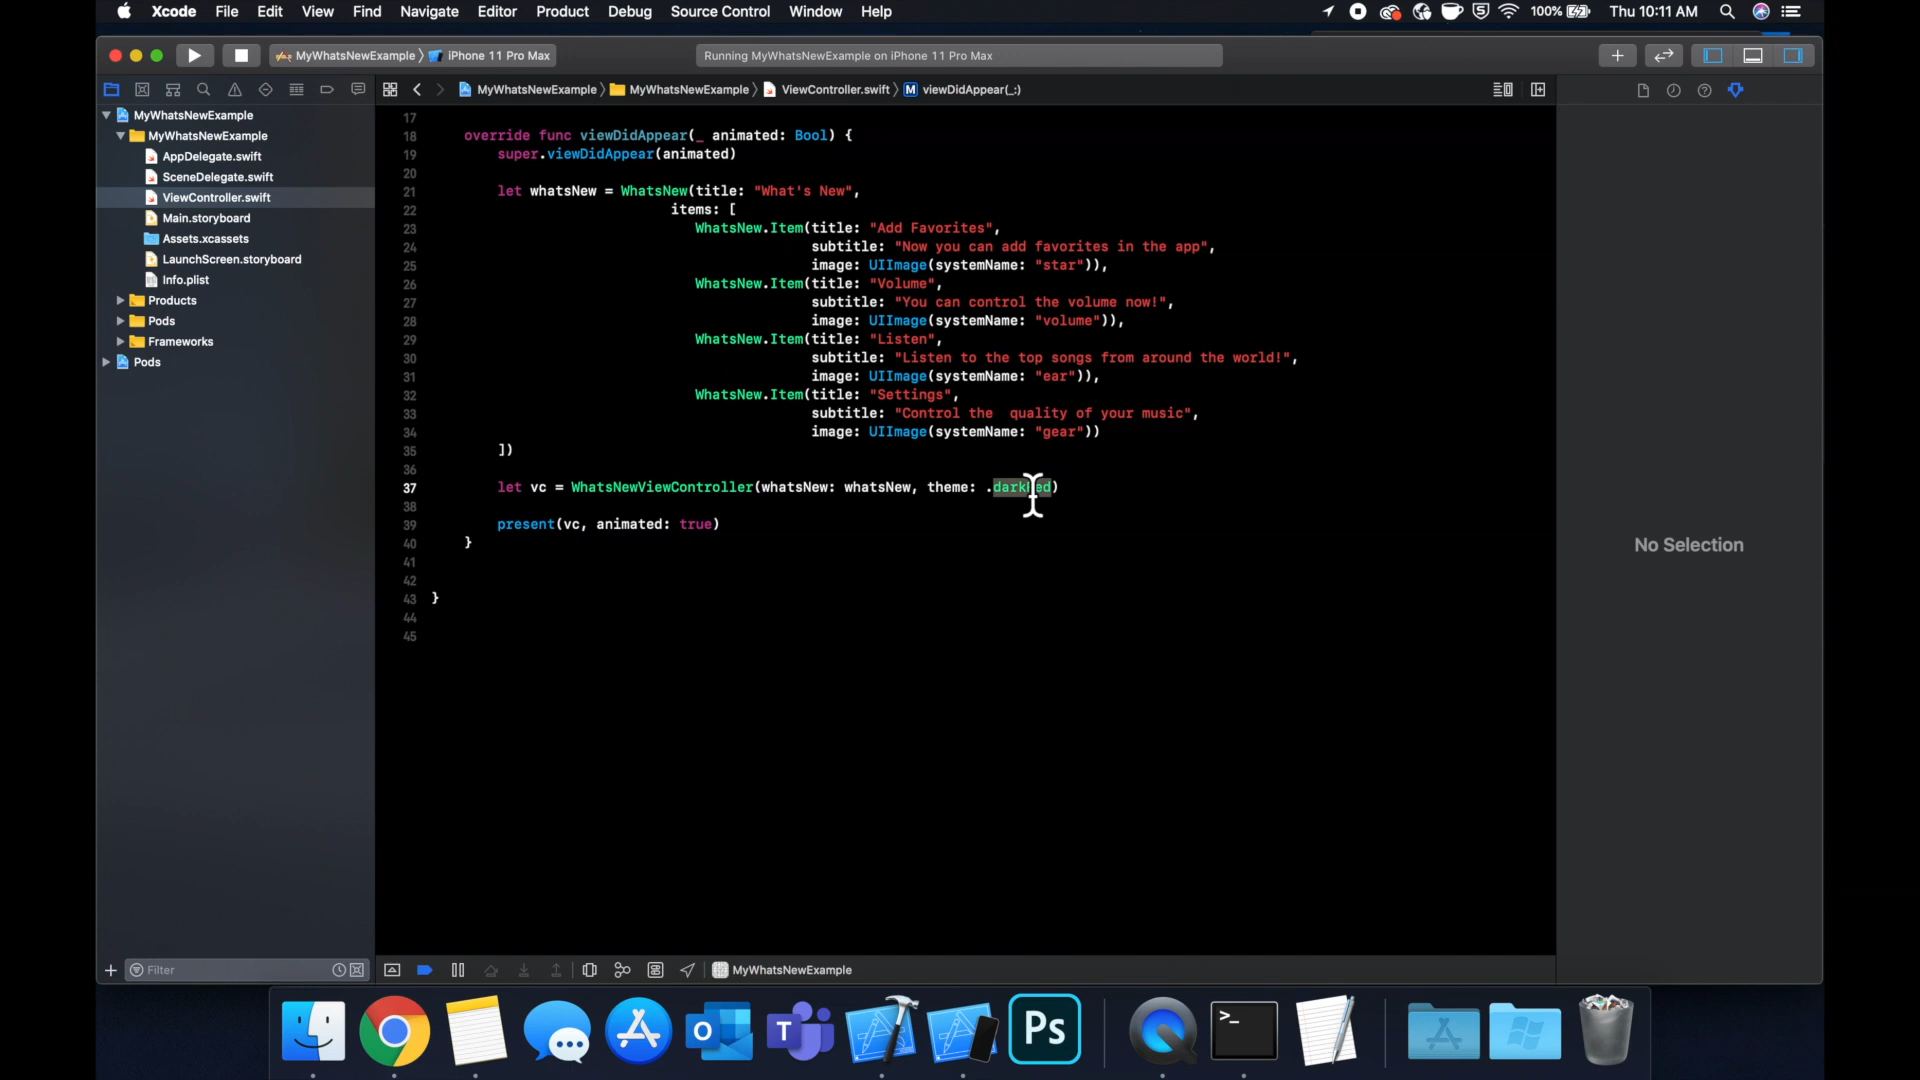 Xcode File Edit View Find Navigate Editor Product Debug Source Control Window Help 100% Thu 10:11 AM
MyWhatsNewExample iPhone 11 Pro Max Running MyWhatsNewExample on iPhone 11 Pro Max
MyWhatsNewExample MyWhatsNewExample ViewController.swift M viewDidAppear(_:)
MyWhatsNewExample
MyWhatsNewExample
AppDelegate.swift
SceneDelegate.swift
ViewController.swift
Main.storyboard
Assets.xcassets
LaunchScreen.storyboard
Info.plist
Products
Pods
Frameworks
Pods
17
18 override func viewDidAppear(_ animated: Bool) {
19 super.viewDidAppear(animated)
20
21 let whatsNew = WhatsNew(title: "What's New",
22 items: [
23 WhatsNew.Item(title: "Add Favorites",
24 subtitle: "Now you can add favorites in the app",
25 image: UIImage(systemName: "star")),
26 WhatsNew.Item(title: "Volume",
27 subtitle: "You can control the volume now!",
28 image: UIImage(systemName: "volume")),
29 WhatsNew.Item(title: "Listen",
30 subtitle: "Listen to the top songs from around the world!",
31 image: UIImage(systemName: "ear")),
32 WhatsNew.Item(title: "Settings",
33 subtitle: "Control the  quality of your music",
34 image: UIImage(systemName: "gear"))
35 ])
36
37 let vc = WhatsNewViewController(whatsNew: whatsNew, theme: .darkRed)
38
39 present(vc, animated: true)
40 }
41
42
43 }
44
45
No Selection
Filter
MyWhatsNewExample
Ps